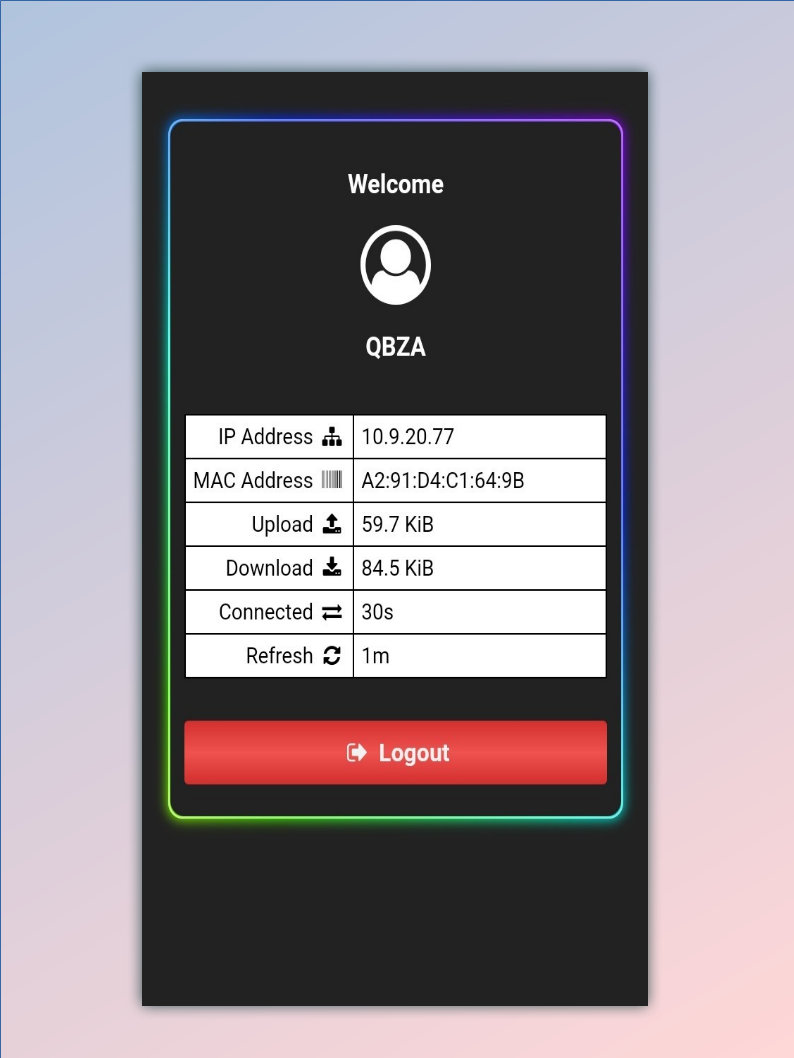 Welcome
QBZA
IP Address 10.9.20.77
MAC Address A2:91:D4:C1:64:9B
Upload 59.7 KiB
Download 84.5 KiB
Connected 30s
Refresh 1m
Logout